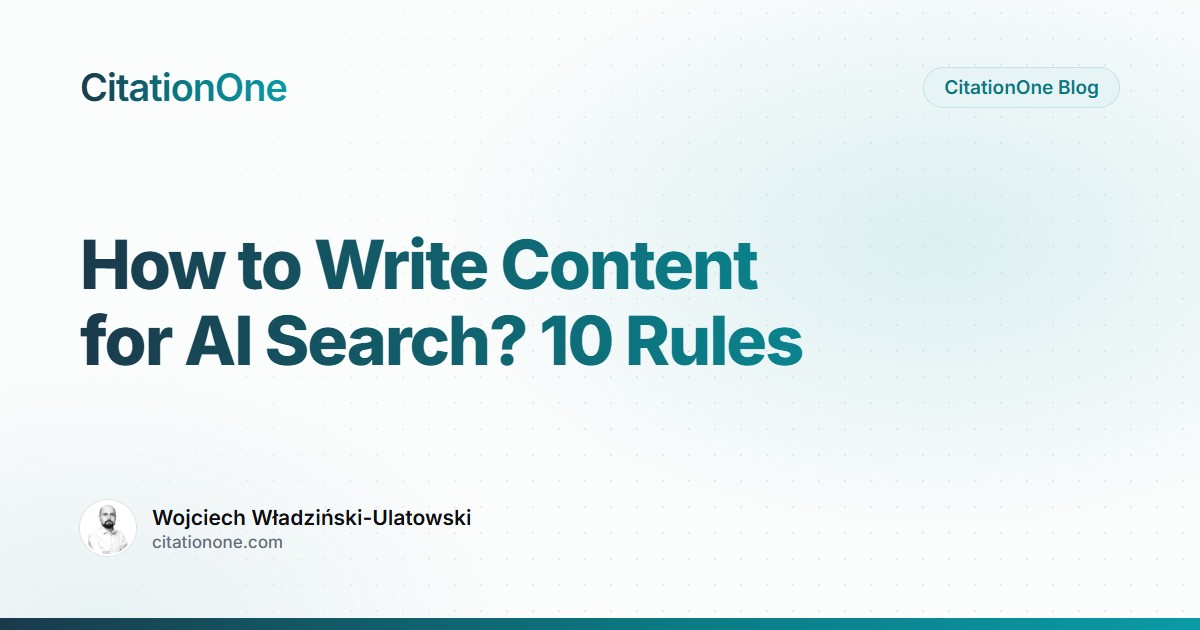 CitationOne
CitationOne Blog
How to Write Content
for AI Search? 10 Rules
Wojciech Władziński-Ulatowski
citationone.com